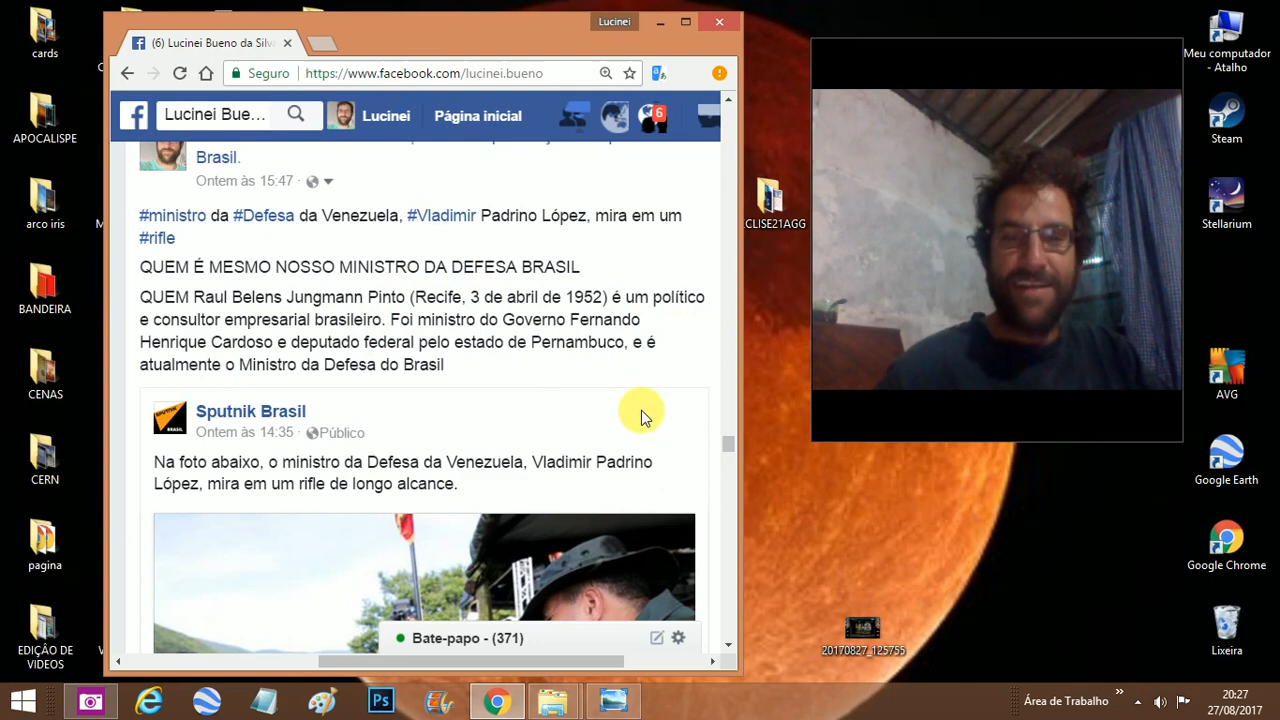 cards
APOCALISPE
arco iris
BANDEIRA
CENAS
CERN
pagina
EDIÇÃO DE
VIDEOS
Lucinei
(6) Lucinei Bueno da Silv
Seguro
https://www.facebook.com/lucinei.bueno
Lucinei Bue...
Lucinei
Página inicial
6
Brasil.
Ontem às 15:47
#ministro da #Defesa da Venezuela, #Vladimir Padrino López, mira em um
#rifle
QUEM É MESMO NOSSO MINISTRO DA DEFESA BRASIL
QUEM Raul Belens Jungmann Pinto (Recife, 3 de abril de 1952) é um político
e consultor empresarial brasileiro. Foi ministro do Governo Fernando
Henrique Cardoso e deputado federal pelo estado de Pernambuco, e é
atualmente o Ministro da Defesa do Brasil
SPUTNIK
BRASIL
Sputnik Brasil
Ontem às 14:35 · Público
Na foto abaixo, o ministro da Defesa da Venezuela, Vladimir Padrino
López, mira em um rifle de longo alcance.
Bate-papo - (371)
CLISE21AGG
20170827_125755
Meu computador
- Atalho
Steam
Stellarium
AVG
Google Earth
Google Chrome
Lixeira
Ps
Área de Trabalho
20:27
27/08/2017